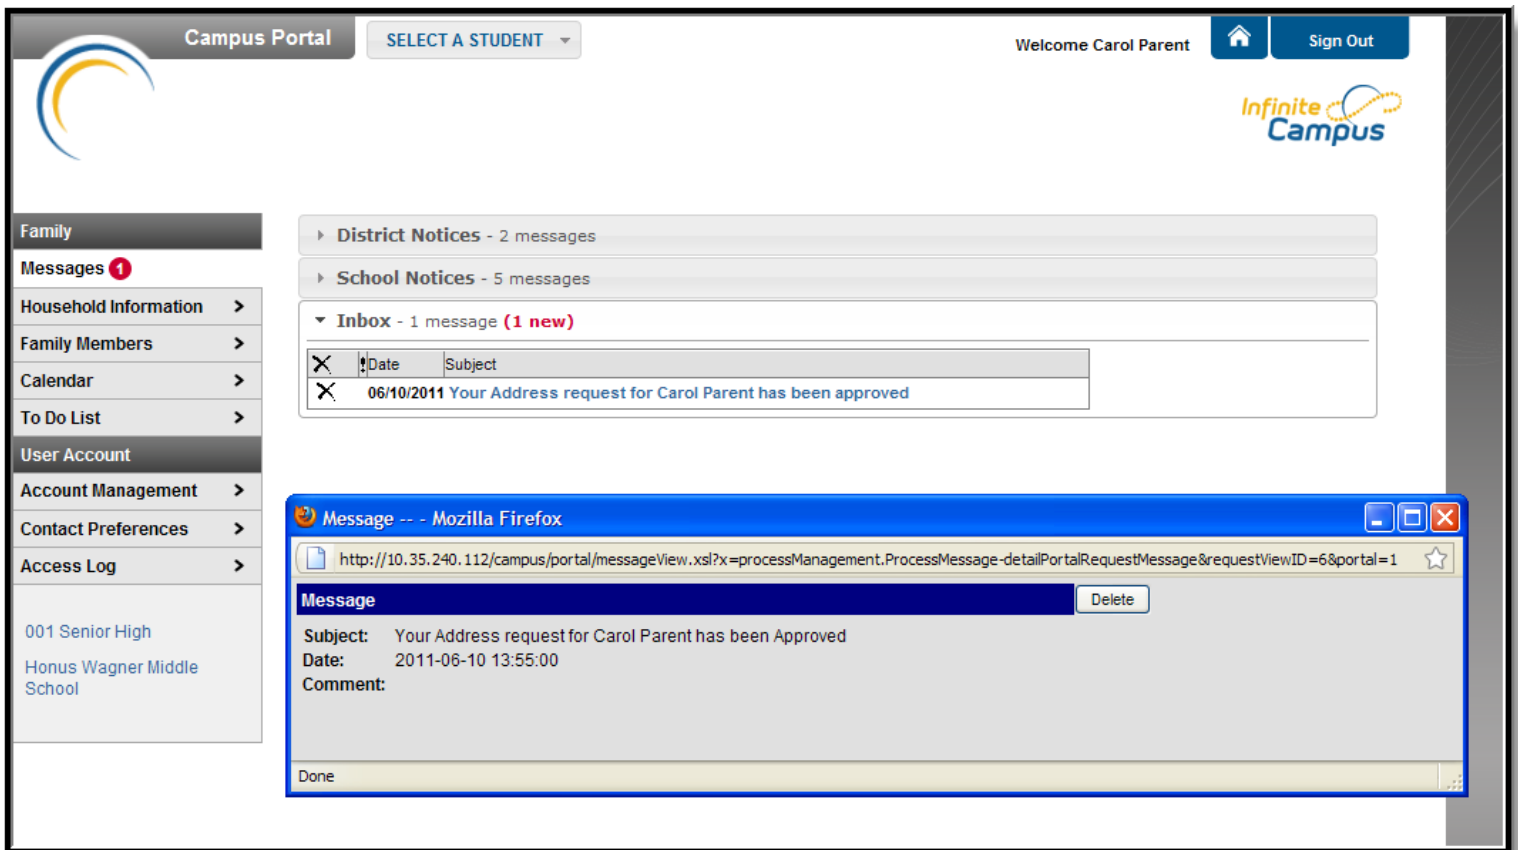 Campus Portal
SELECT A STUDENT
Welcome Carol Parent
Sign Out
Infinite
Campus
Family
Messages 1
Household Information
Family Members
Calendar
To Do List
User Account
Account Management
Contact Preferences
Access Log
001 Senior High
Honus Wagner Middle
School
District Notices - 2 messages
School Notices - 5 messages
Inbox - 1 message (1 new)
! Date Subject
06/10/2011 Your Address request for Carol Parent has been approved
Message -- - Mozilla Firefox
http://10.35.240.112/campus/portal/messageView.xsl?x=processManagement.ProcessMessage-detailPortalRequestMessage&requestViewID=6&portal=1
Message
Delete
Subject: Your Address request for Carol Parent has been Approved
Date: 2011-06-10 13:55:00
Comment:
Done